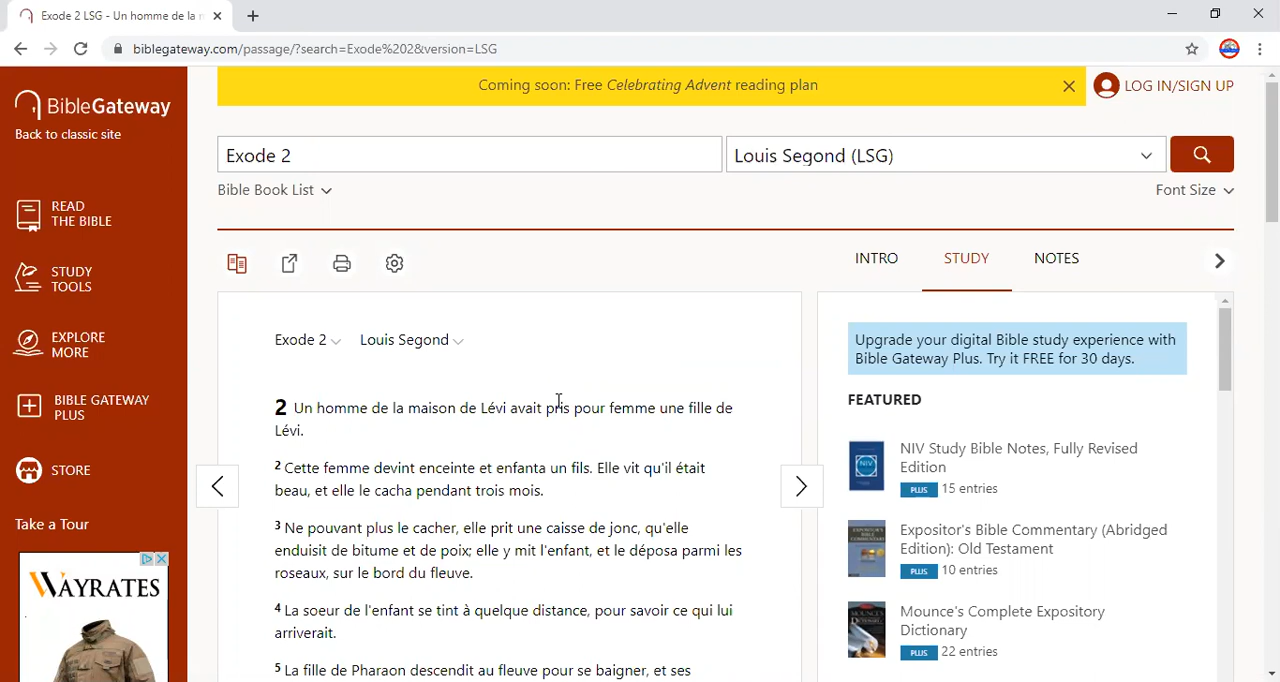 Exode 2 LSG - Un homme de la
biblegateway.com/passage/?search=Exode%202&version=LSG
BibleGateway
Back to classic site
READ
THE BIBLE
STUDY
TOOLS
EXPLORE
MORE
BIBLE GATEWAY
PLUS
STORE
Take a Tour
WAYRATES
Coming soon: Free Celebrating Advent reading plan
LOG IN/SIGN UP
Exode 2
Louis Segond (LSG)
Bible Book List
Font Size
INTRO
STUDY
NOTES
Exode 2 Louis Segond
2 Un homme de la maison de Lévi avait pris pour femme une fille de
Lévi.
2 Cette femme devint enceinte et enfanta un fils. Elle vit qu'il était
beau, et elle le cacha pendant trois mois.
3 Ne pouvant plus le cacher, elle prit une caisse de jonc, qu'elle
enduisit de bitume et de poix; elle y mit l'enfant, et le déposa parmi les
roseaux, sur le bord du fleuve.
4 La soeur de l'enfant se tint à quelque distance, pour savoir ce qui lui
arriverait.
5 La fille de Pharaon descendit au fleuve pour se baigner, et ses
Upgrade your digital Bible study experience with
Bible Gateway Plus. Try it FREE for 30 days.
FEATURED
NIV Study Bible Notes, Fully Revised
Edition
PLUS 15 entries
Expositor's Bible Commentary (Abridged
Edition): Old Testament
PLUS 10 entries
Mounce's Complete Expository
Dictionary
PLUS 22 entries